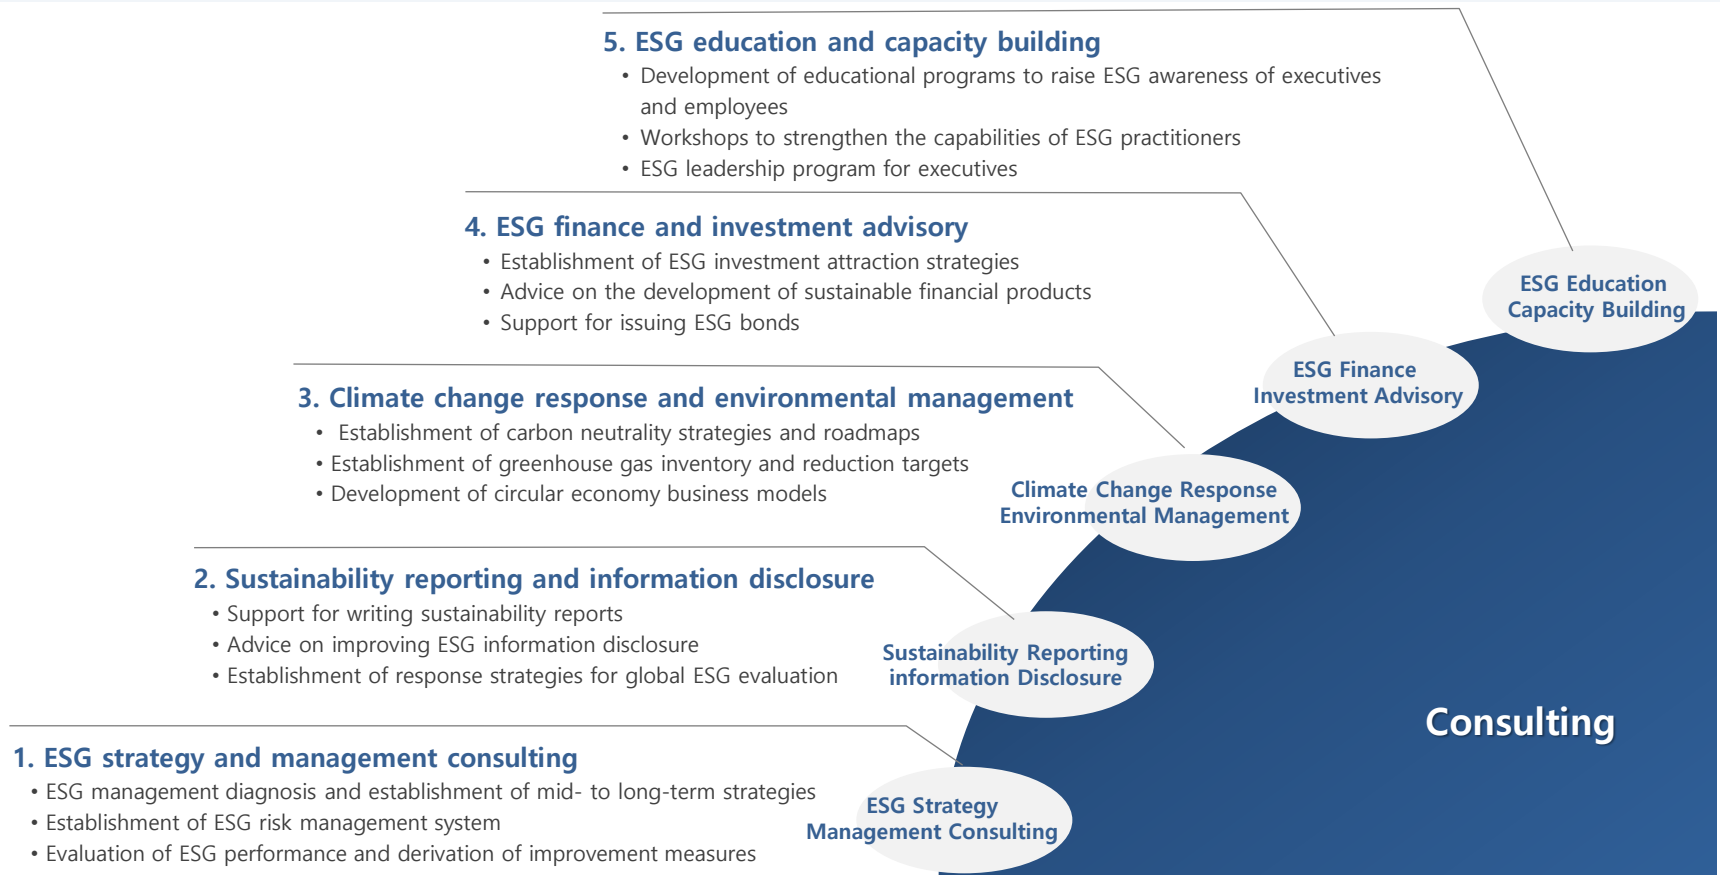 5. ESG education and capacity building
• Development of educational programs to raise ESG awareness of executives
and employees
• Workshops to strengthen the capabilities of ESG practitioners
• ESG leadership program for executives
4. ESG finance and investment advisory
• Establishment of ESG investment attraction strategies
• Advice on the development of sustainable financial products
• Support for issuing ESG bonds
3. Climate change response and environmental management
• Establishment of carbon neutrality strategies and roadmaps
• Establishment of greenhouse gas inventory and reduction targets
• Development of circular economy business models
2. Sustainability reporting and information disclosure
• Support for writing sustainability reports
• Advice on improving ESG information disclosure
• Establishment of response strategies for global ESG evaluation
1. ESG strategy and management consulting
• ESG management diagnosis and establishment of mid- to long-term strategies
• Establishment of ESG risk management system
• Evaluation of ESG performance and derivation of improvement measures
ESG Education
Capacity Building
ESG Finance
Investment Advisory
Climate Change Response
Environmental Management
Sustainability Reporting
information Disclosure
ESG Strategy
Management Consulting
Consulting